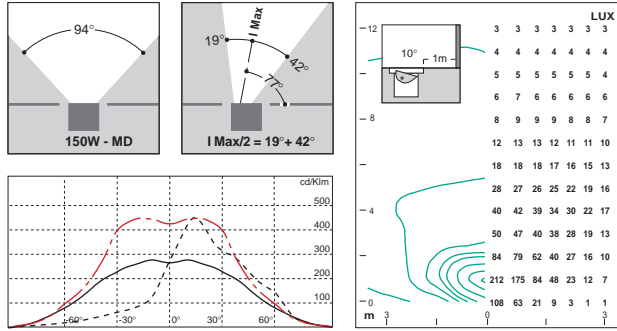 94°
150W - MD
19°
I Max
42°
77°
I Max/2 = 19°+ 42°
cd/Klm
500
400
300
200
100
-60° -30° 0° 30° 60°
LUX
12
8
4
0
m
10°
1m
3 3 3 3 3 3 3
4 4 4 4 4 4 4
5 5 5 5 5 5 4
6 7 6 6 6 6 6
8 9 9 9 8 8 7
12 13 13 12 11 11 10
18 18 18 17 16 15 13
28 27 26 25 22 19 16
40 42 39 34 30 22 17
50 47 40 38 28 19 13
84 79 62 40 27 16 10
212 175 84 48 23 12 7
108 63 21 9 3 1 1
3 0 3